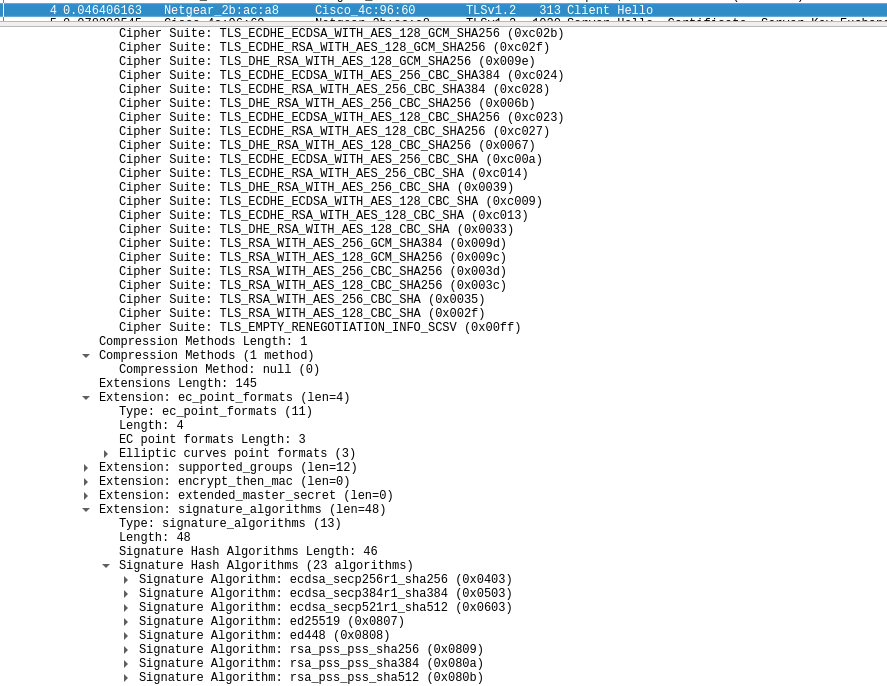 4 0.046406163 Netgear_2b:ac:a8 Cisco_4c:96:60 TLSv1.2 313 Client Hello
Cipher Suite: TLS_ECDHE_ECDSA_WITH_AES_128_GCM_SHA256 (0xc02b)
Cipher Suite: TLS_ECDHE_RSA_WITH_AES_128_GCM_SHA256 (0xc02f)
Cipher Suite: TLS_DHE_RSA_WITH_AES_128_GCM_SHA256 (0x009e)
Cipher Suite: TLS_ECDHE_ECDSA_WITH_AES_256_CBC_SHA384 (0xc024)
Cipher Suite: TLS_ECDHE_RSA_WITH_AES_256_CBC_SHA384 (0xc028)
Cipher Suite: TLS_DHE_RSA_WITH_AES_256_CBC_SHA256 (0x006b)
Cipher Suite: TLS_ECDHE_ECDSA_WITH_AES_128_CBC_SHA256 (0xc023)
Cipher Suite: TLS_ECDHE_RSA_WITH_AES_128_CBC_SHA256 (0xc027)
Cipher Suite: TLS_DHE_RSA_WITH_AES_128_CBC_SHA256 (0x0067)
Cipher Suite: TLS_ECDHE_ECDSA_WITH_AES_256_CBC_SHA (0xc00a)
Cipher Suite: TLS_ECDHE_RSA_WITH_AES_256_CBC_SHA (0xc014)
Cipher Suite: TLS_DHE_RSA_WITH_AES_256_CBC_SHA (0x0039)
Cipher Suite: TLS_ECDHE_ECDSA_WITH_AES_128_CBC_SHA (0xc009)
Cipher Suite: TLS_ECDHE_RSA_WITH_AES_128_CBC_SHA (0xc013)
Cipher Suite: TLS_DHE_RSA_WITH_AES_128_CBC_SHA (0x0033)
Cipher Suite: TLS_RSA_WITH_AES_256_GCM_SHA384 (0x009d)
Cipher Suite: TLS_RSA_WITH_AES_128_GCM_SHA256 (0x009c)
Cipher Suite: TLS_RSA_WITH_AES_256_CBC_SHA256 (0x003d)
Cipher Suite: TLS_RSA_WITH_AES_128_CBC_SHA256 (0x003c)
Cipher Suite: TLS_RSA_WITH_AES_256_CBC_SHA (0x0035)
Cipher Suite: TLS_RSA_WITH_AES_128_CBC_SHA (0x002f)
Cipher Suite: TLS_EMPTY_RENEGOTIATION_INFO_SCSV (0x00ff)
Compression Methods Length: 1
Compression Methods (1 method)
Compression Method: null (0)
Extensions Length: 145
Extension: ec_point_formats (len=4)
Type: ec_point_formats (11)
Length: 4
EC point formats Length: 3
Elliptic curves point formats (3)
Extension: supported_groups (len=12)
Extension: encrypt_then_mac (len=0)
Extension: extended_master_secret (len=0)
Extension: signature_algorithms (len=48)
Type: signature_algorithms (13)
Length: 48
Signature Hash Algorithms Length: 46
Signature Hash Algorithms (23 algorithms)
Signature Algorithm: ecdsa_secp256r1_sha256 (0x0403)
Signature Algorithm: ecdsa_secp384r1_sha384 (0x0503)
Signature Algorithm: ecdsa_secp521r1_sha512 (0x0603)
Signature Algorithm: ed25519 (0x0807)
Signature Algorithm: ed448 (0x0808)
Signature Algorithm: rsa_pss_pss_sha256 (0x0809)
Signature Algorithm: rsa_pss_pss_sha384 (0x080a)
Signature Algorithm: rsa_pss_pss_sha512 (0x080b)